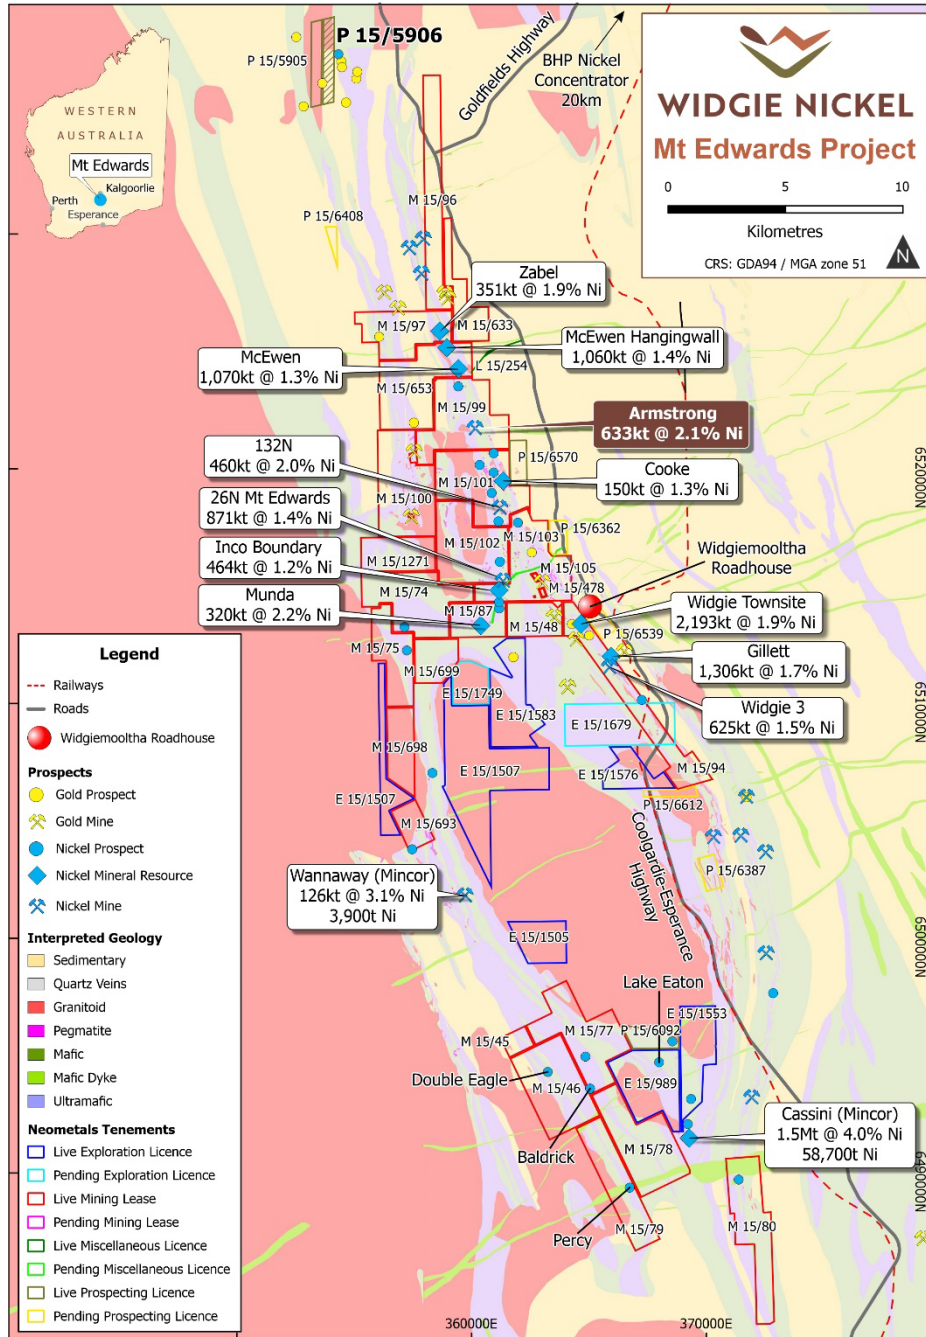 P 15/5906
P 15/5905
Goldfields Highway
BHP Nickel
Concentrator
20km
WIDGIE NICKEL
Mt Edwards Project
0
5
10
Kilometres
CRS: GDA94 / MGA zone 51
N
WESTERN
AUSTRALIA
Mt Edwards
Kalgoorlie
Perth
Esperance
P 15/6408
M 15/96
Zabel
351kt @ 1.9% Ni
M 15/97
M 15/633
McEwen Hangingwall
1,060kt @ 1.4% Ni
McEwen
1,070kt @ 1.3% Ni
L 15/254
M 15/653
M 15/99
Armstrong
633kt @ 2.1% Ni
132N
460kt @ 2.0% Ni
P 15/6570
M 15/101
Cooke
150kt @ 1.3% Ni
6520000N
26N Mt Edwards
871kt @ 1.4% Ni
M 15/100
P 15/6362
M 15/102
M 15/103
Inco Boundary
464kt @ 1.2% Ni
M 15/1271
M 15/105
Widgiemooltha
Roadhouse
M 15/74
M 15/478
Munda
320kt @ 2.2% Ni
M 15/87
M 15/48
Widgie Townsite
2,193kt @ 1.9% Ni
P 15/6539
M 15/75
M 15/699
Gillett
1,306kt @ 1.7% Ni
E 15/1749
E 15/1583
E 15/1679
Widgie 3
625kt @ 1.5% Ni
6510000N
M 15/698
E 15/1507
E 15/1576
M 15/94
E 15/1507
P 15/6612
M 15/693
Coolgardie-Esperance
Highway
P 15/6387
Wannaway (Mincor)
126kt @ 3.1% Ni
3,900t Ni
E 15/1505
6500000N
Lake Eaton
E 15/1553
M 15/45
M 15/77
P 15/6092
Double Eagle
M 15/46
E 15/989
Baldrick
M 15/78
Cassini (Mincor)
1.5Mt @ 4.0% Ni
58,700t Ni
6490000N
Percy
M 15/79
M 15/80
360000E
370000E
Legend
Railways
Roads
Widgiemooltha Roadhouse
Prospects
Gold Prospect
Gold Mine
Nickel Prospect
Nickel Mineral Resource
Nickel Mine
Interpreted Geology
Sedimentary
Quartz Veins
Granitoid
Pegmatite
Mafic
Mafic Dyke
Ultramafic
Neometals Tenements
Live Exploration Licence
Pending Exploration Licence
Live Mining Lease
Pending Mining Lease
Live Miscellaneous Licence
Pending Miscellaneous Licence
Live Prospecting Licence
Pending Prospecting Licence